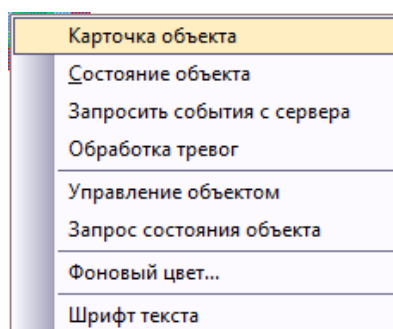 Карточка объекта
Состояние объекта
Запросить события с сервера
Обработка тревог
Управление объектом
Запрос состояния объекта
Фоновый цвет...
Шрифт текста